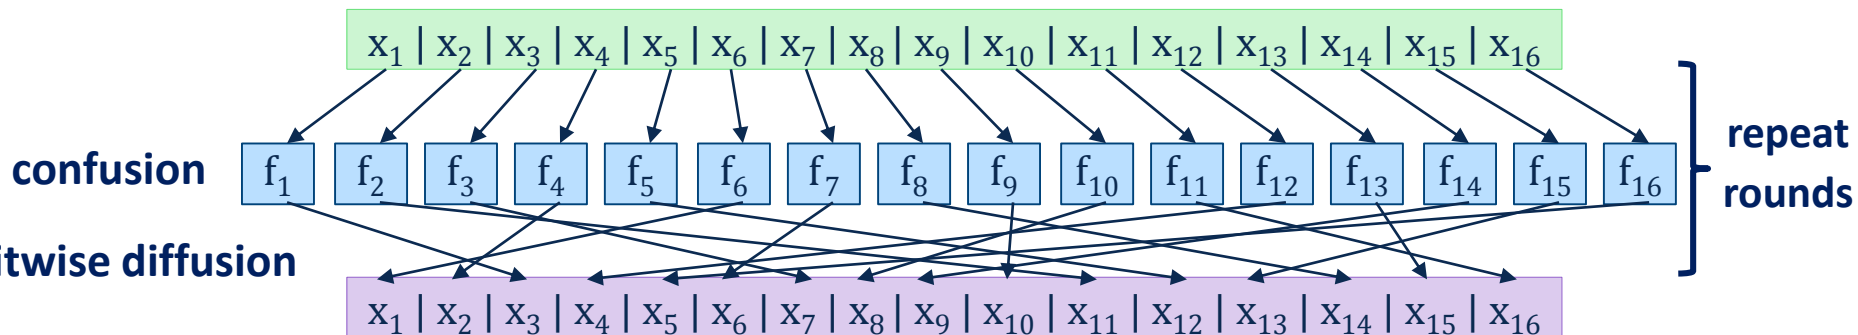 x₁ | x₂ | x₃ | x₄ | x₅ | x₆ | x₇ | x₈ | x₉ | x₁₀ | x₁₁ | x₁₂ | x₁₃ | x₁₄ | x₁₅ | x₁₆
repeat
rounds
confusion
f₁ f₂ f₃ f₄ f₅ f₆ f₇ f₈ f₉ f₁₀ f₁₁ f₁₂ f₁₃ f₁₄ f₁₅ f₁₆
itwise diffusion
x₁ | x₂ | x₃ | x₄ | x₅ | x₆ | x₇ | x₈ | x₉ | x₁₀ | x₁₁ | x₁₂ | x₁₃ | x₁₄ | x₁₅ | x₁₆